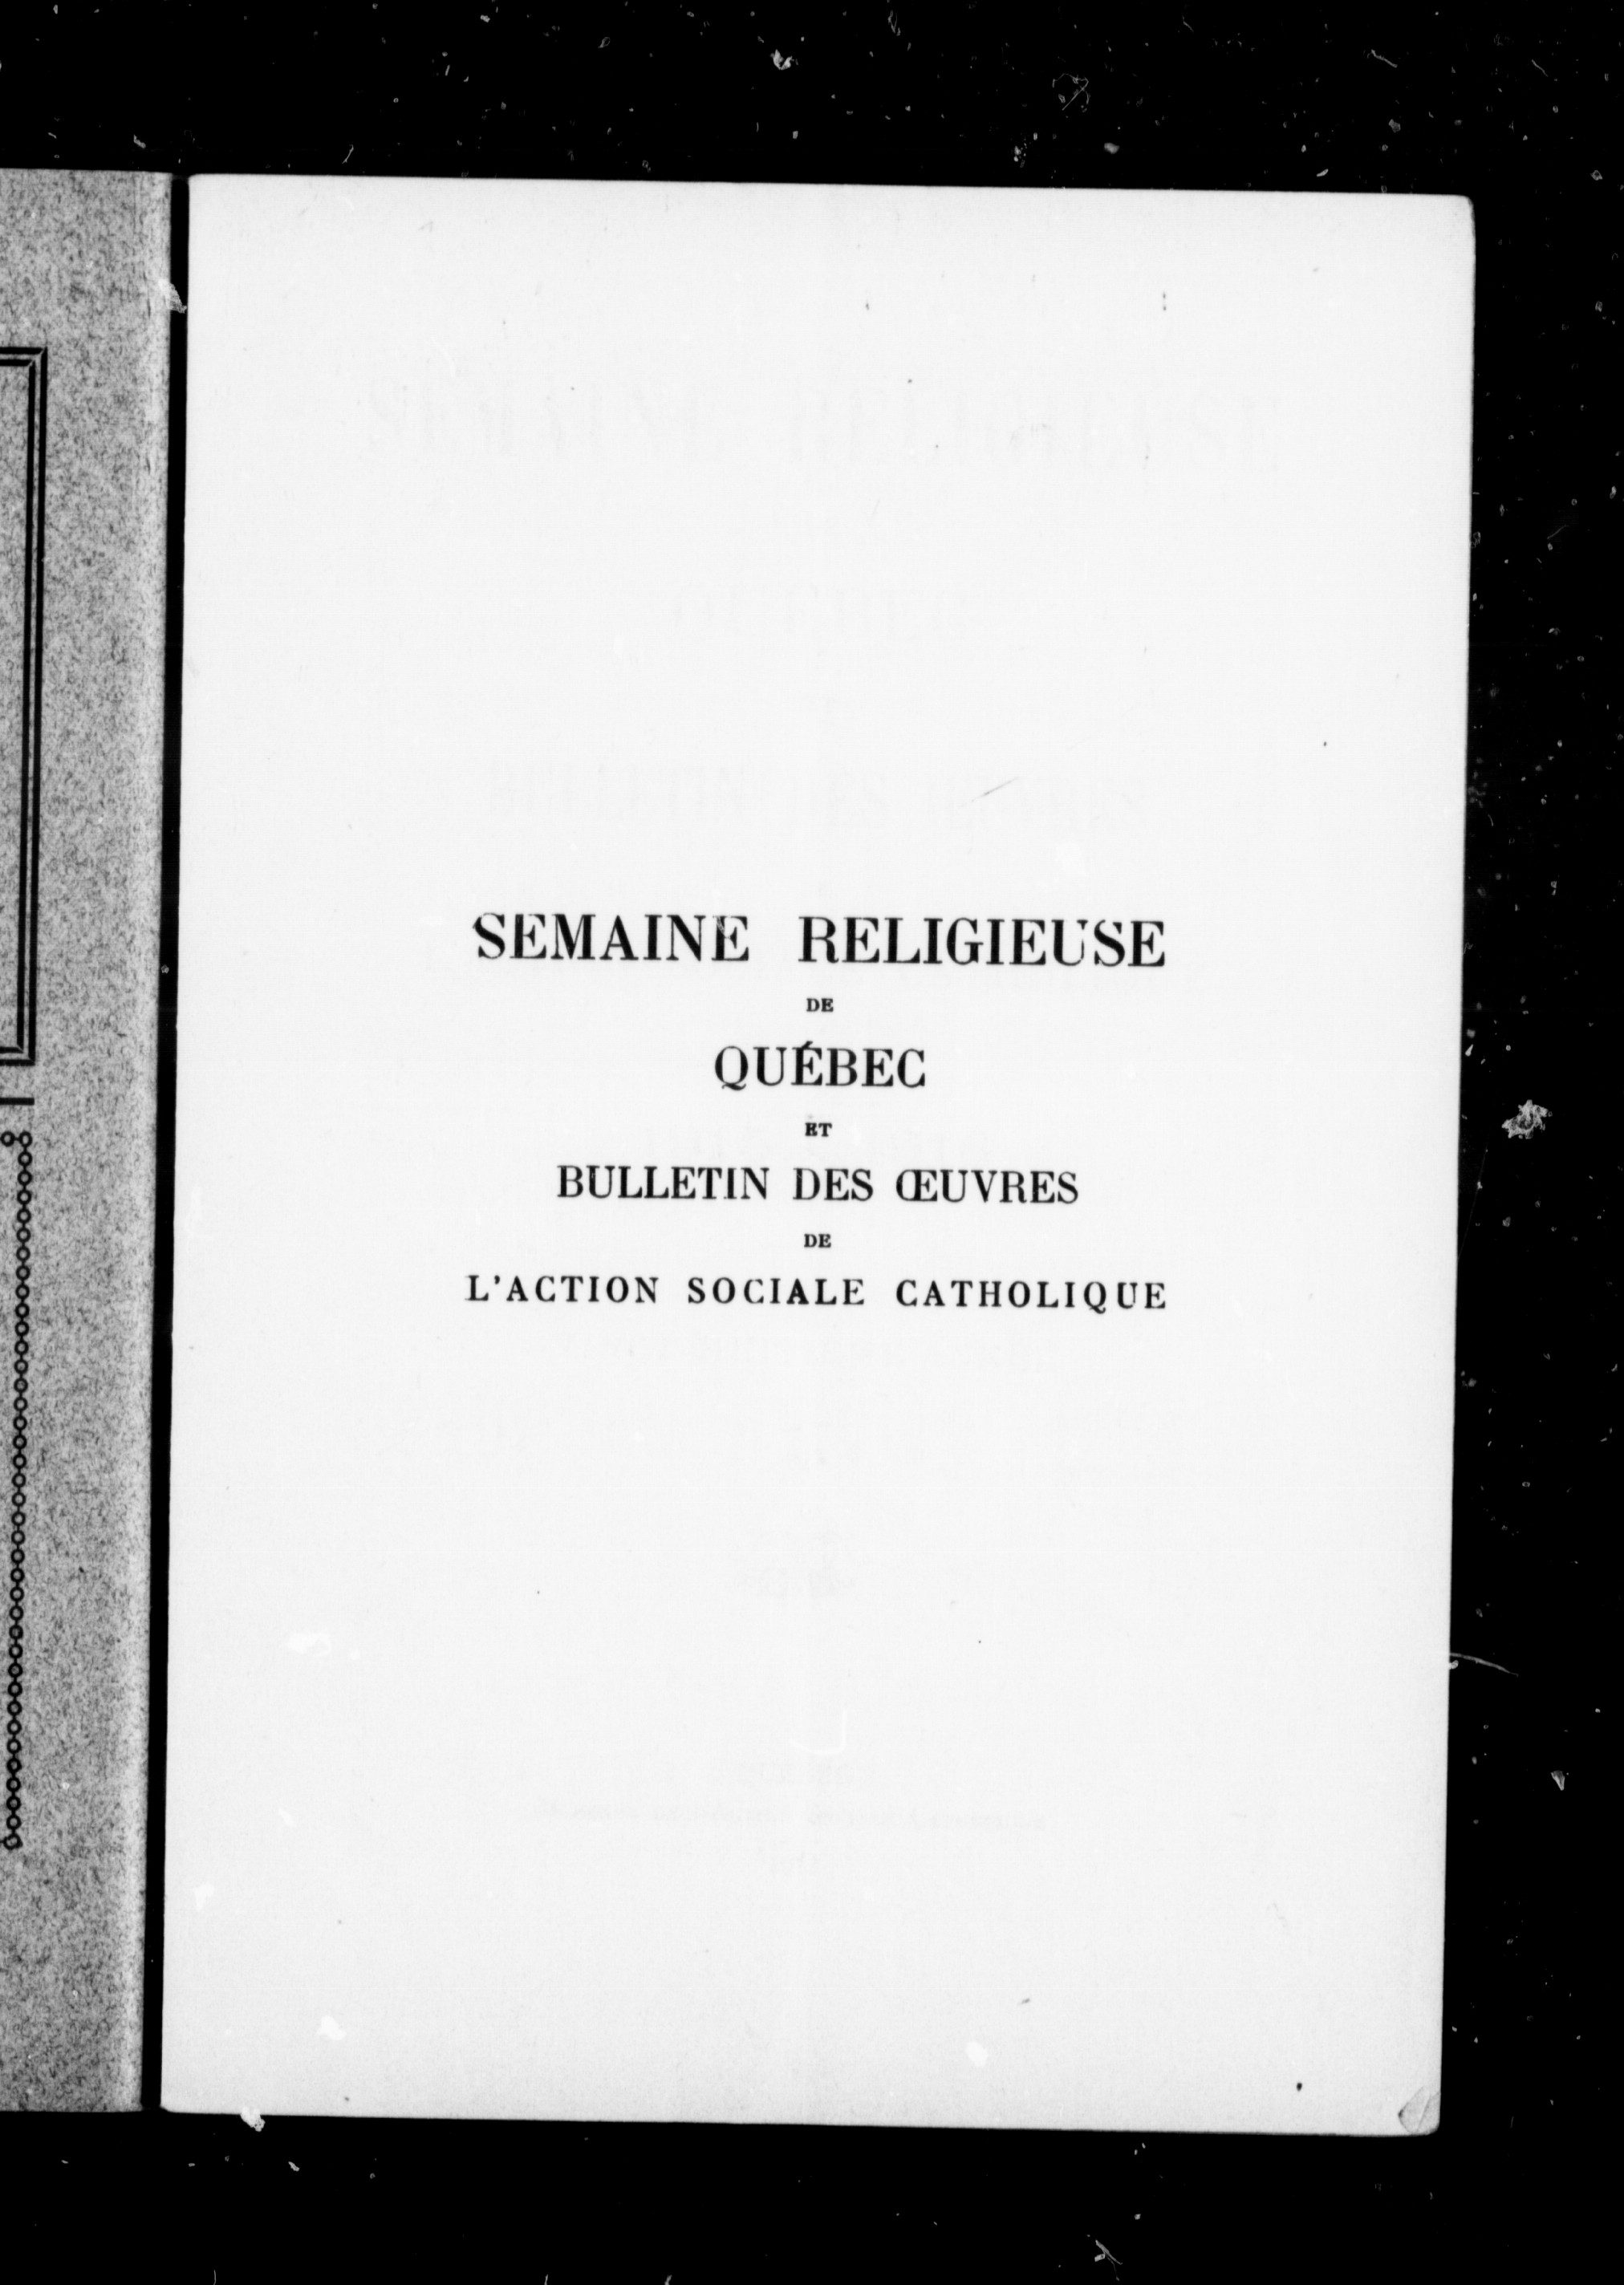 SEMAINE RELIGIEUSE
DE
QUÉBEC
ET
BULLETIN DES ŒUVRES
DE
L'ACTION SOCIALE CATHOLIQUE